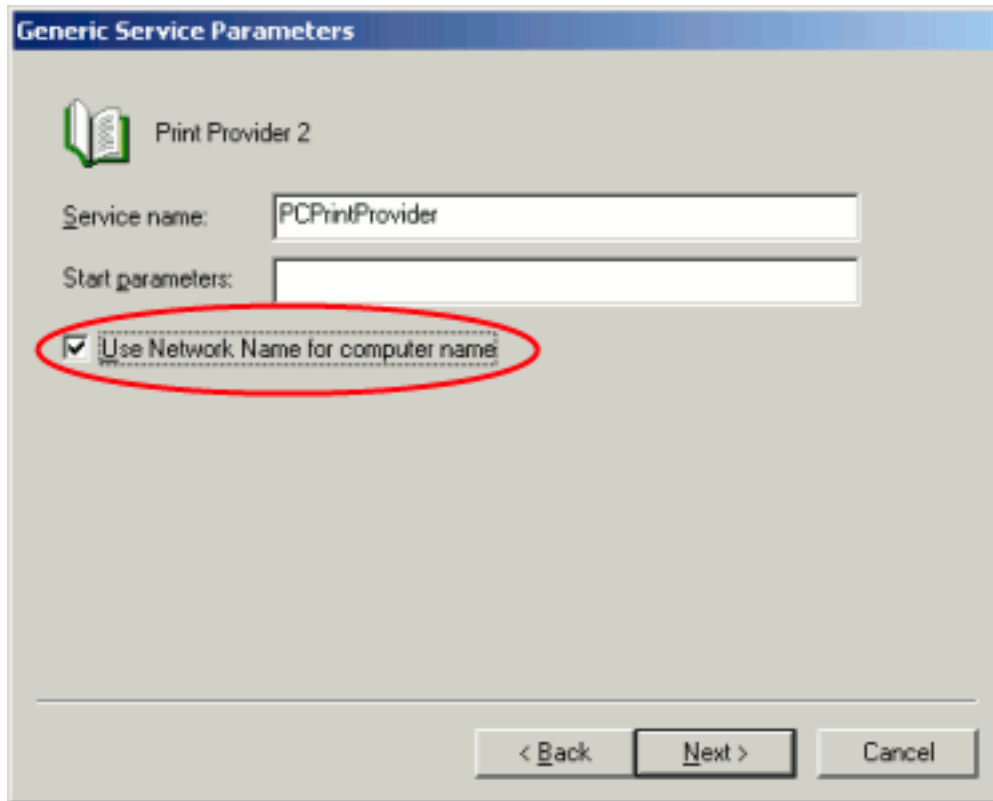 Generic Service Parameters
Print Provider 2
Service name: PCPrintProvider
Start parameters:
Use Network Name for computer name
< Back Next > Cancel